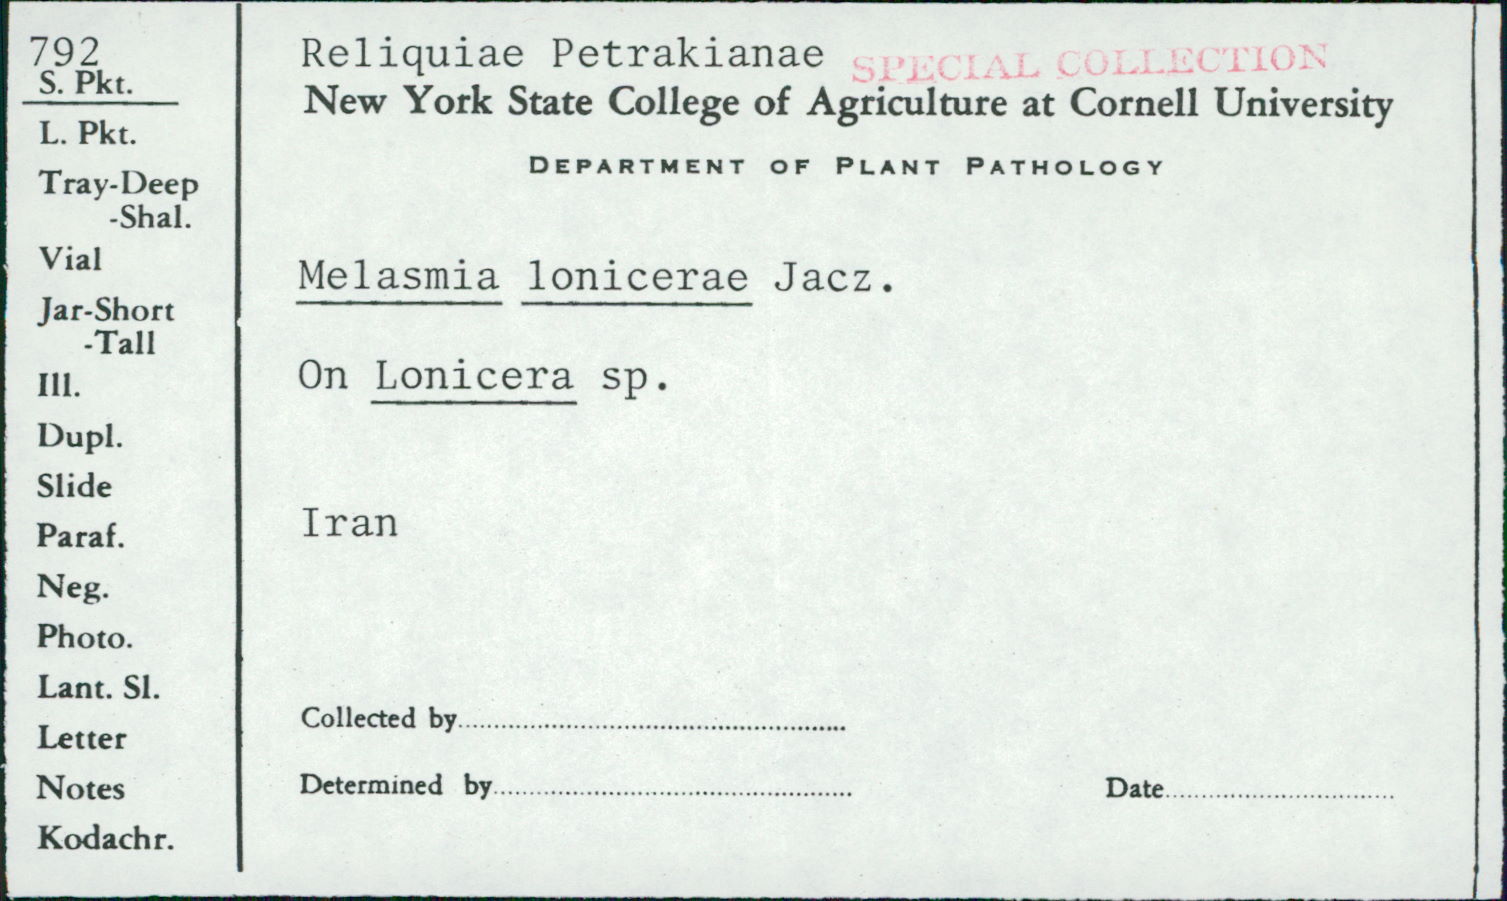 792
S. Pkt.
L. Pkt.
Tray-Deep
-Shal.
Vial
Jar-Short
-Tall
Ill.
Dupl.
Slide
Paraf.
Neg.
Photo.
Lant. Sl.
Letter
Notes
Kodachr.
Reliquiae Petrakianae SPECIAL COLLECTION
New York State College of Agriculture at Cornell University
DEPARTMENT OF PLANT PATHOLOGY
Melasmia lonicerae Jacz.
On Lonicera sp.
Iran
Collected by
Determined by
Date